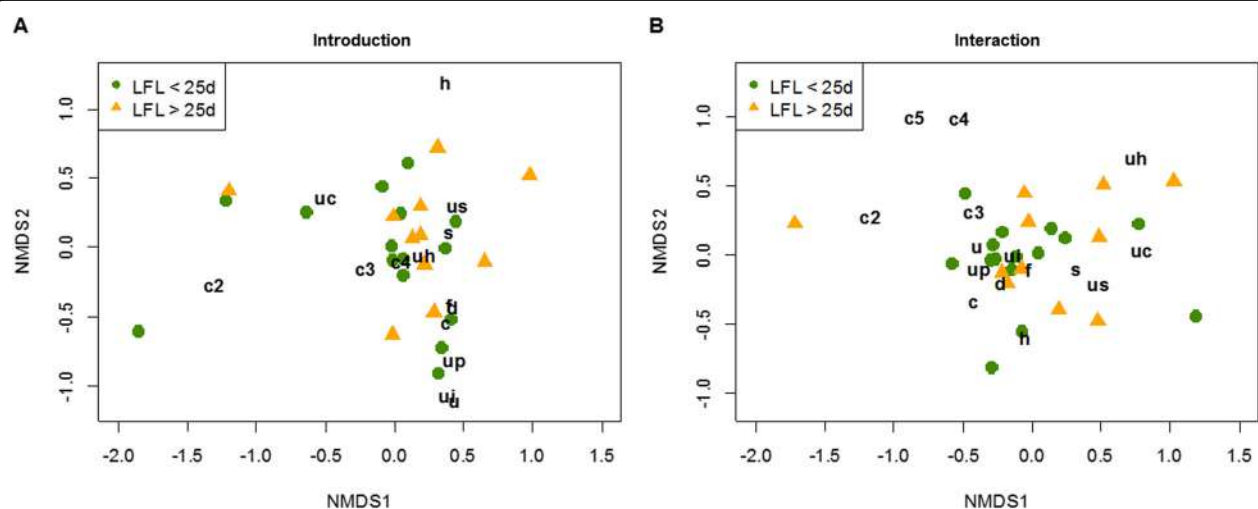 A
Introduction
LFL < 25d
LFL > 25d
h
uc
us
s
uh
c4
c3
c2
f
d
c
up
ui
u
NMDS2
1.0
0.5
0.0
-0.5
-1.0
-2.0 -1.5 -1.0 -0.5 0.0 0.5 1.0 1.5
NMDS1
B
Interaction
LFL < 25d
LFL > 25d
c5 c4
uh
c2
c3
u
ui
uc
up
f
s
d
us
c
h
NMDS2
1.0
0.5
0.0
-0.5
-1.0
-2.0 -1.5 -1.0 -0.5 0.0 0.5 1.0 1.5
NMDS1